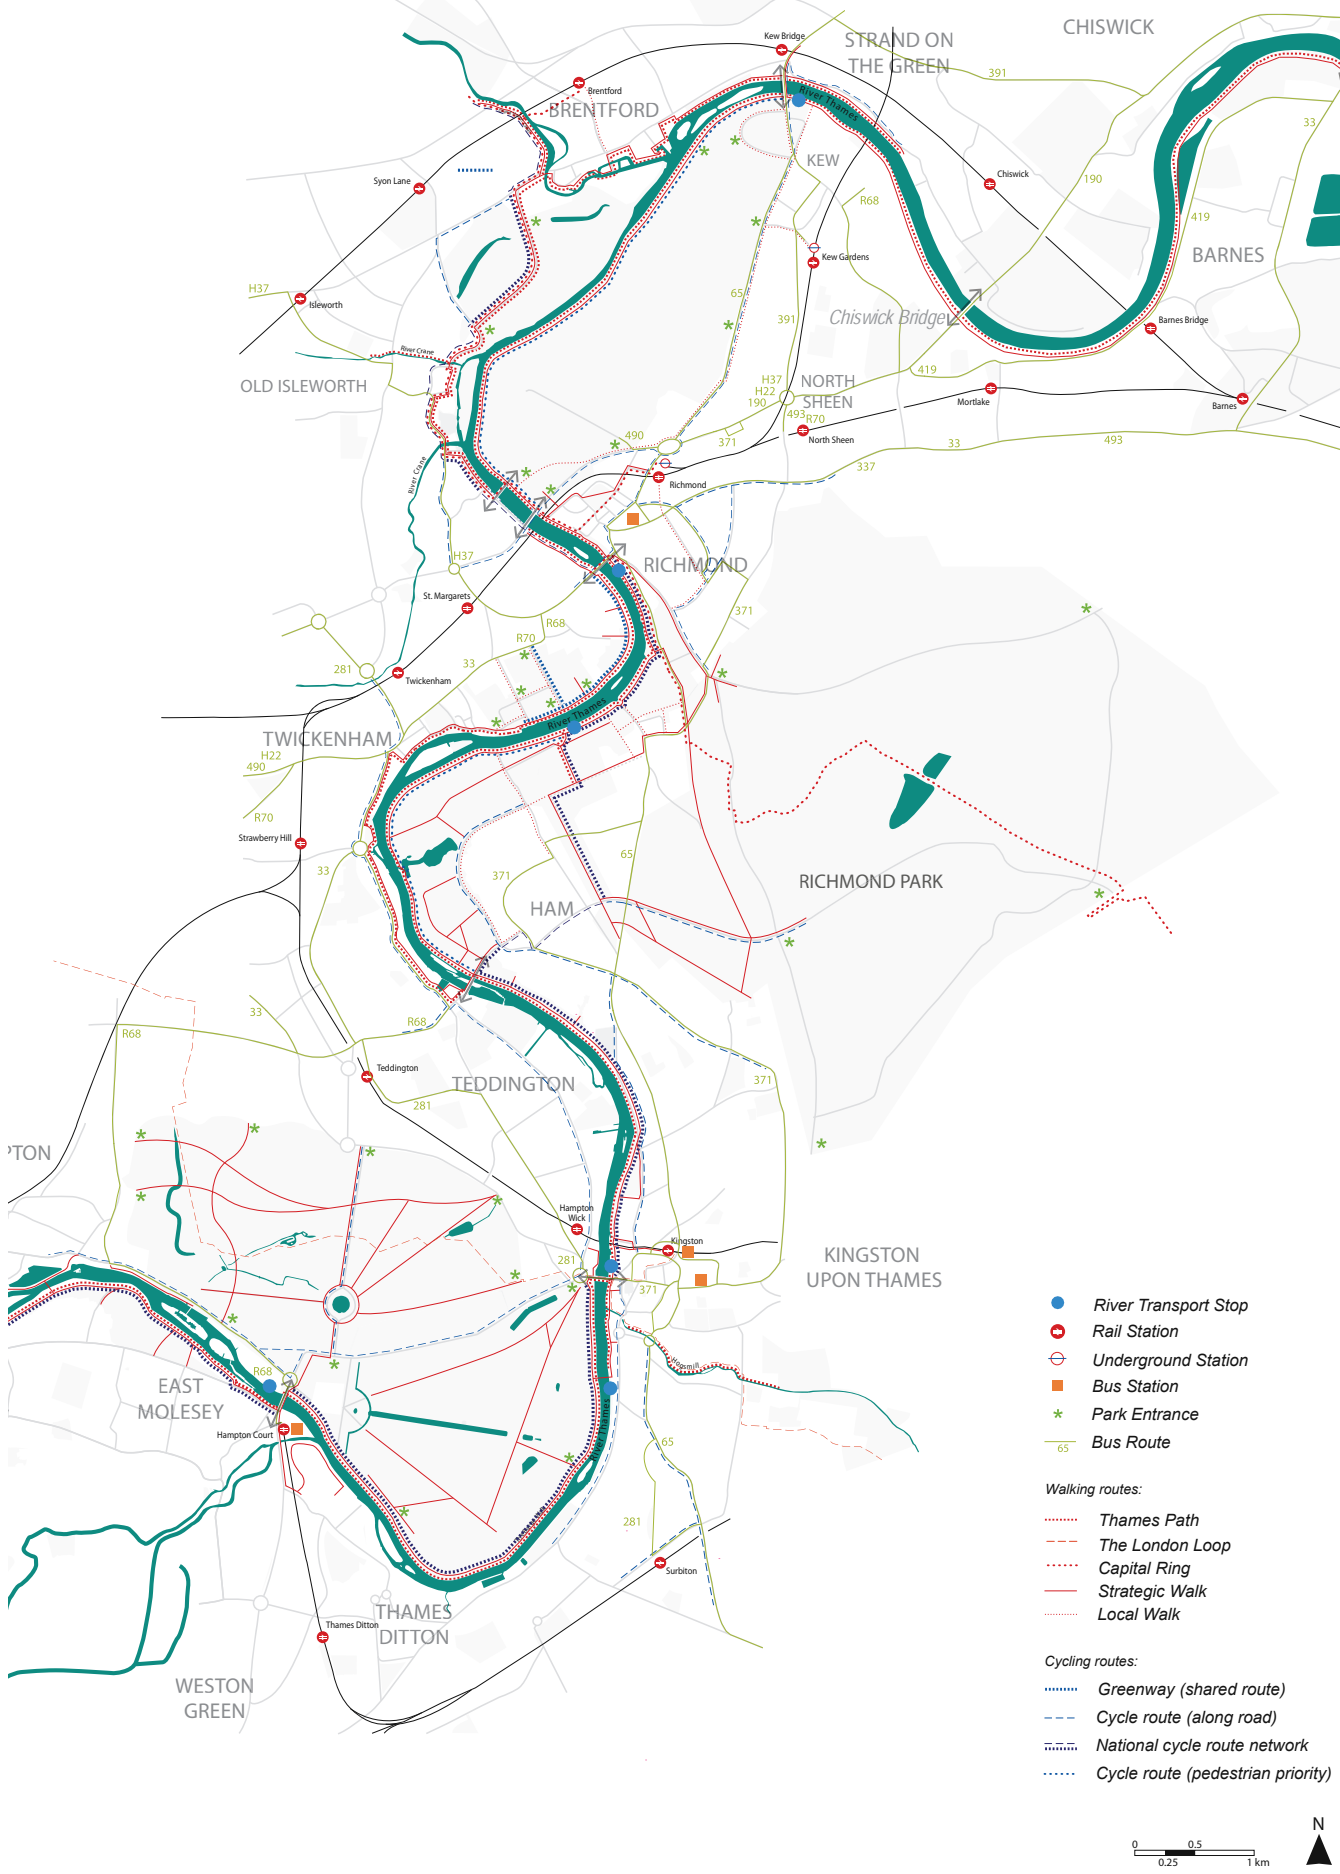 CHISWICK
Kew Bridge
STRAND ON
THE GREEN
391
Brentford
BRENTFORD
River Thames
33
KEW
Syon Lane
Chiswick
190
R68
419
BARNES
Kew Gardens
H37
Isleworth
65
391
Chiswick Bridge
Barnes Bridge
River Crane
OLD ISLEWORTH
419
H37
H22
190
NORTH
SHEEN
Mortlake
Barnes
493
R70
490
371
North Sheen
33
493
337
River Crane
Richmond
H37
RICHMOND
St. Margarets
371
R68
R70
33
281
Twickenham
River Thames
TWICKENHAM
H22
490
R70
Strawberry Hill
65
33
371
RICHMOND PARK
HAM
33
R68
R68
Teddington
TEDDINGTON
371
281
PTON
Hampton
Wick
Kingston
KINGSTON
UPON THAMES
281
371
River Transport Stop
Rail Station
Underground Station
Hogsmill
R68
EAST
MOLESEY
Bus Station
Park Entrance
Hampton Court
River Thames
65
Bus Route
65
Walking routes:
281
Thames Path
The London Loop
Capital Ring
Surbiton
Strategic Walk
Local Walk
THAMES
DITTON
Thames Ditton
Cycling routes:
WESTON
GREEN
Greenway (shared route)
Cycle route (along road)
National cycle route network
Cycle route (pedestrian priority)
N
0 0.5
0.25 1 km